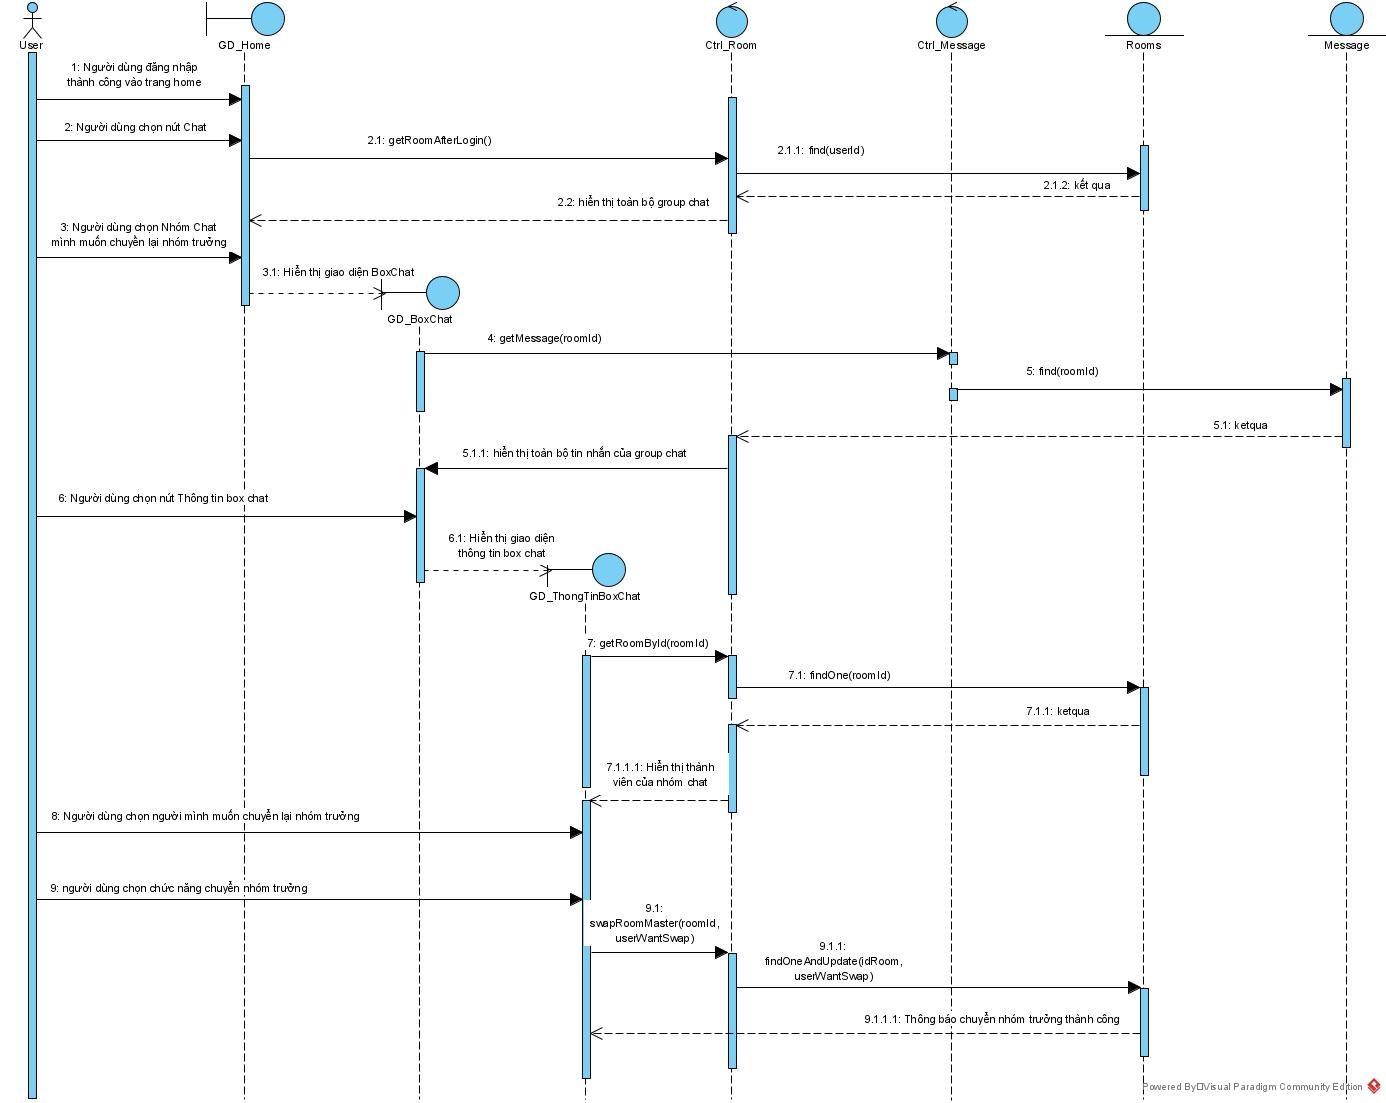 User
GD_Home
Ctrl_Room
Ctrl_Message
Rooms
Message
1: Người dùng đăng nhập
thành công vào trang home
2: Người dùng chọn nút Chat
2.1: getRoomAfterLogin()
2.1.1: find(userId)
2.1.2: kết qua
2.2: hiển thị toàn bộ group chat
3: Người dùng chọn Nhóm Chat
mình muốn chuyển lại nhóm trưởng
3.1: Hiển thị giao diện BoxChat
GD_BoxChat
4: getMessage(roomId)
5: find(roomId)
5.1: ketqua
5.1.1: hiển thị toàn bộ tin nhắn của group chat
6: Người dùng chọn nút Thông tin box chat
6.1: Hiển thị giao diện
thông tin box chat
GD_ThongTinBoxChat
7: getRoomById(roomId)
7.1: findOne(roomId)
7.1.1: ketqua
7.1.1.1: Hiển thị thành
viên của nhóm chat
8: Người dùng chọn người mình muốn chuyển lại nhóm trưởng
9: người dùng chọn chức năng chuyển nhóm trưởng
9.1:
swapRoomMaster(roomId,
userWantSwap)
9.1.1:
findOneAndUpdate(idRoom,
userWantSwap)
9.1.1.1: Thông báo chuyển nhóm trưởng thành công
Powered By Visual Paradigm Community Edition